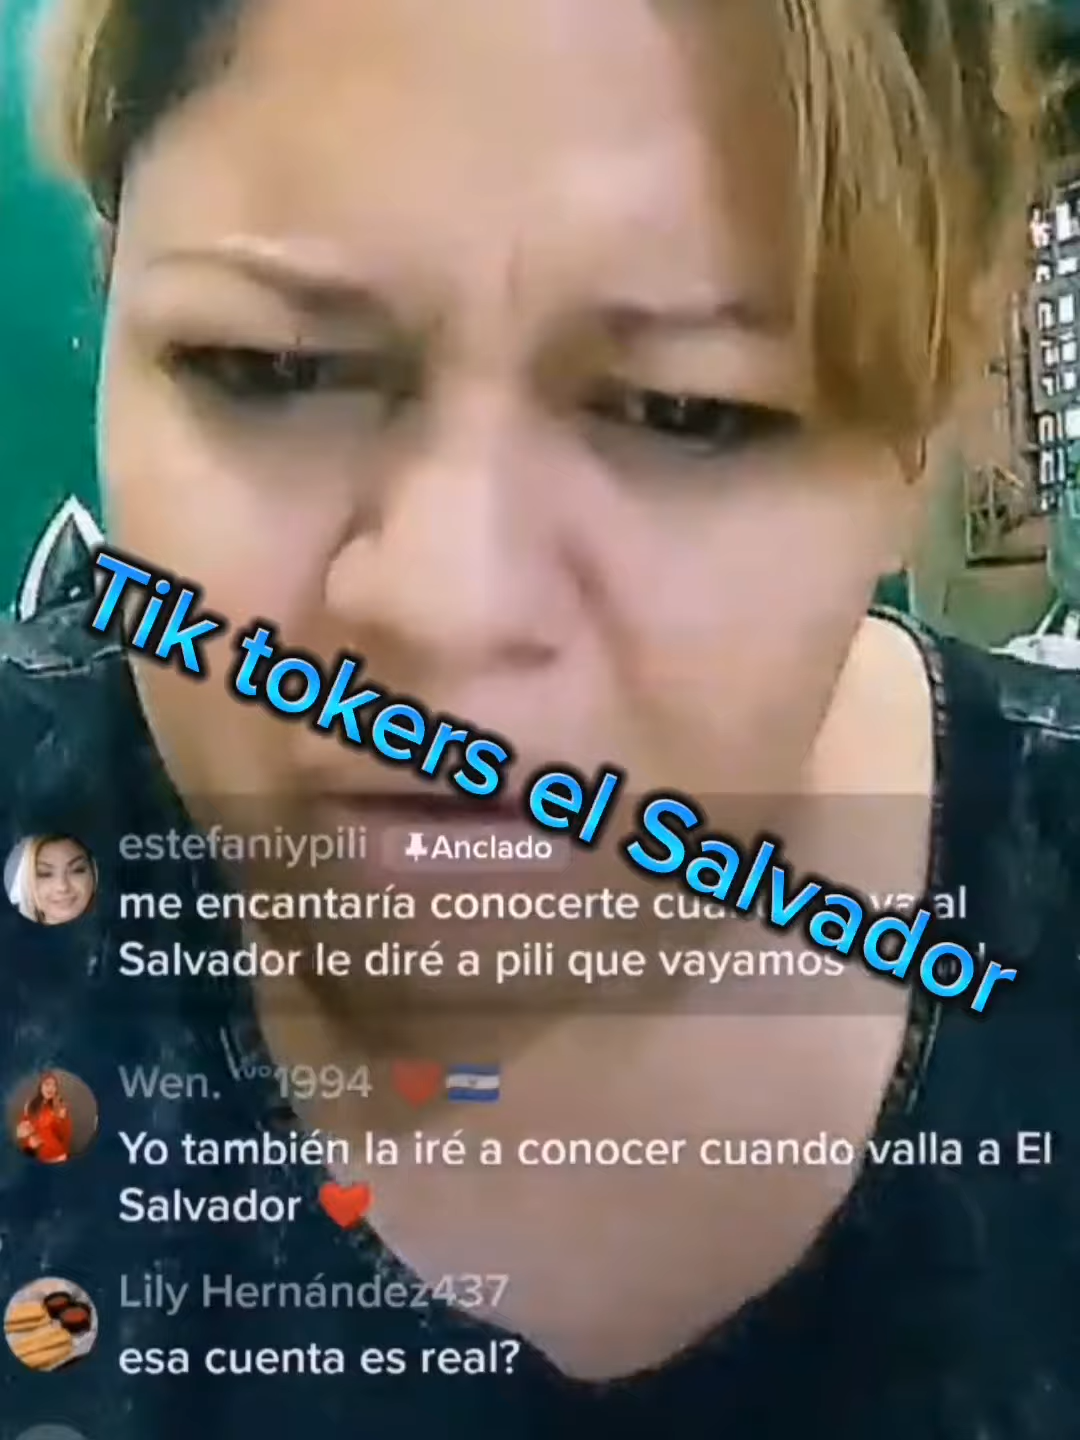 Tik tokers el Salvador
estefaniypili Anclado
me encantaría conocerte al
Salvador le diré a pili que vayamos
Wen. 1994 ❤️🇸🇻
Yo también la iré a conocer cuando valla a El
Salvador ❤️
Lily Hernández437
esa cuenta es real?